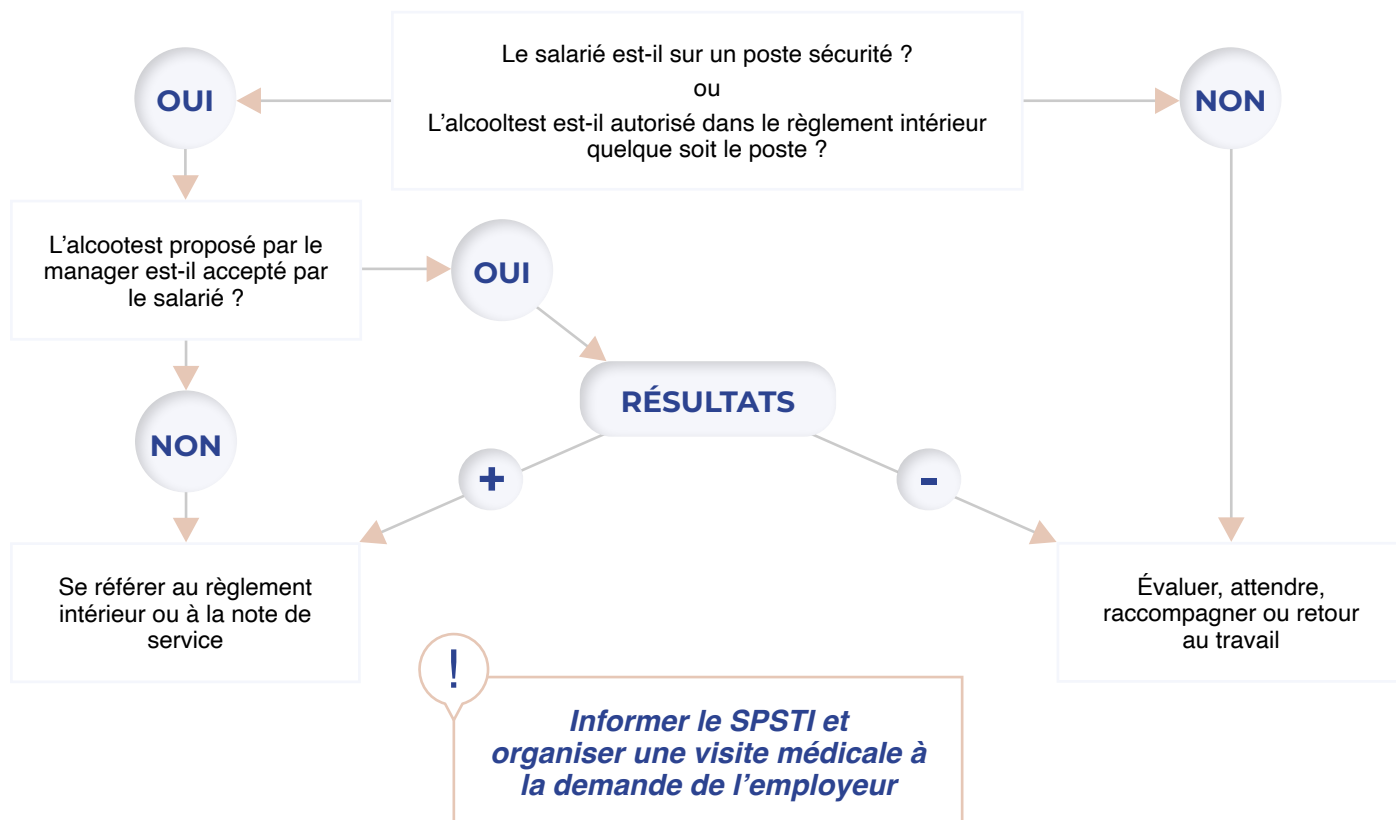 Le salarié est-il sur un poste sécurité ?
ou
L’alcooltest est-il autorisé dans le règlement intérieur
quelque soit le poste ?
OUI
NON
L’alcootest proposé par le
manager est-il accepté par
le salarié ?
OUI
NON
RÉSULTATS
+
-
Se référer au règlement
intérieur ou à la note de
service
Évaluer, attendre,
raccompagner ou retour
au travail
!
Informer le SPSTI et
organiser une visite médicale à
la demande de l’employeur